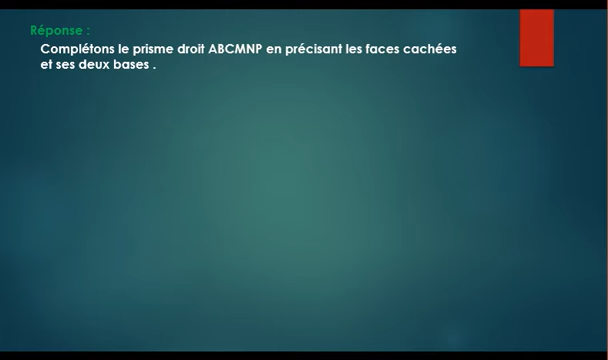 Réponse :
Complétons le prisme droit ABCMNP en précisant les faces cachées
et ses deux bases .